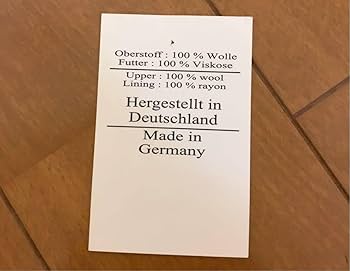 Oberstoff : 100 % Wolle
Futter : 100 % Viskose
Upper : 100 % wool
Lining : 100 % rayon
Hergestellt in
Deutschland
Made in
Germany